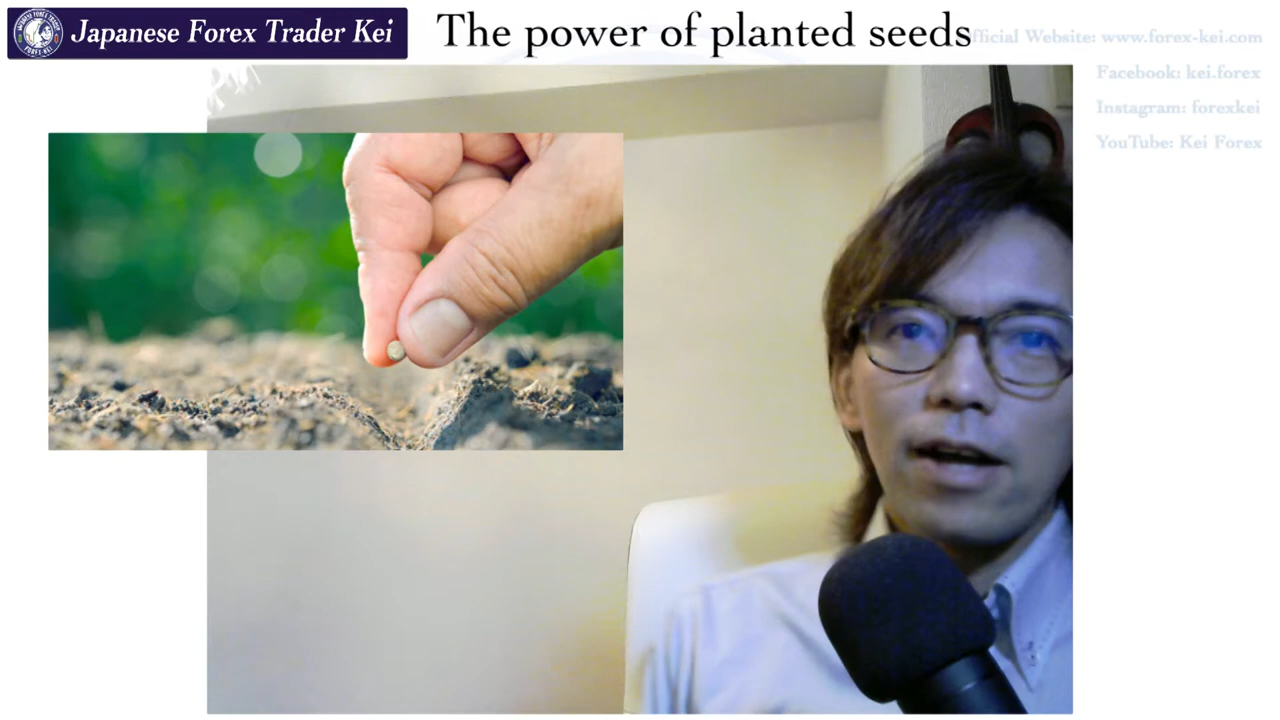 Japanese Forex Trader Kei
The power of planted seeds
fficial Website: www.forex-kei.com
Facebook: kei.forex
Instagram: forexkei
YouTube: Kei Forex